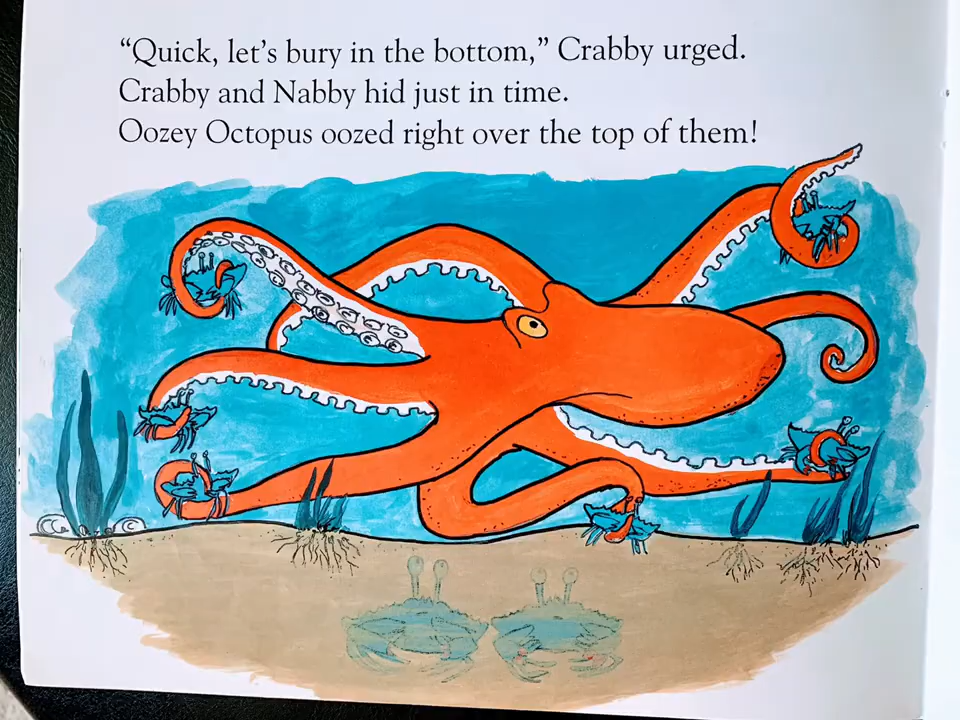 “Quick, let’s bury in the bottom,” Crabby urged.
Crabby and Nabby hid just in time.
Oozey Octopus oozed right over the top of them!